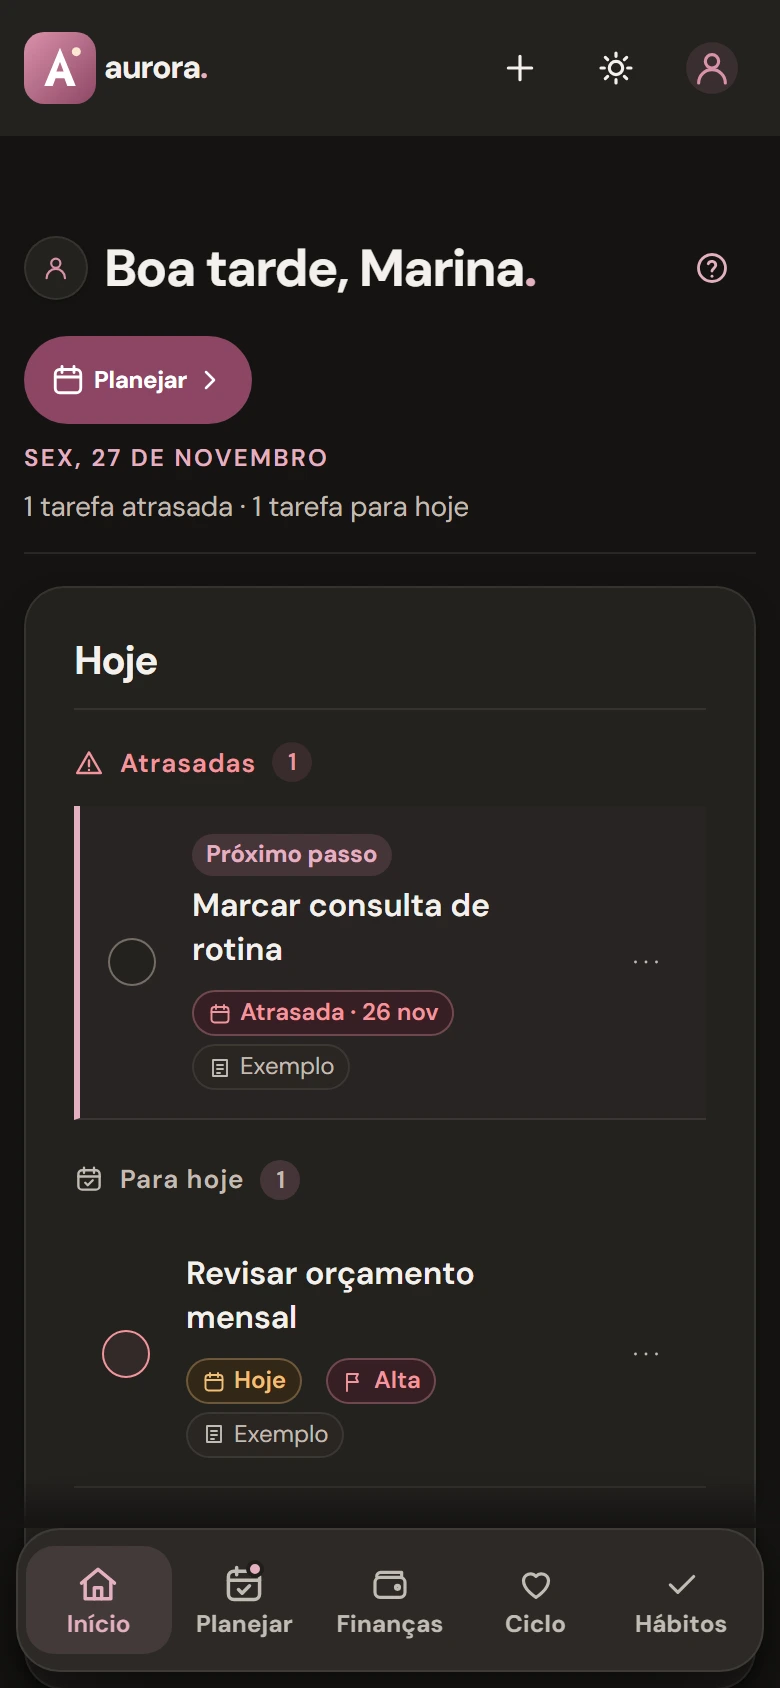 A
aurora.
Boa tarde, Marina.
Planejar
SEX, 27 DE NOVEMBRO
1 tarefa atrasada · 1 tarefa para hoje
Hoje
Atrasadas 1
Próximo passo
Marcar consulta de
rotina
...
Atrasada · 26 nov
Exemplo
Para hoje 1
Revisar orçamento
mensal
...
Hoje Alta
Exemplo
Início Planejar Finanças Ciclo Hábitos